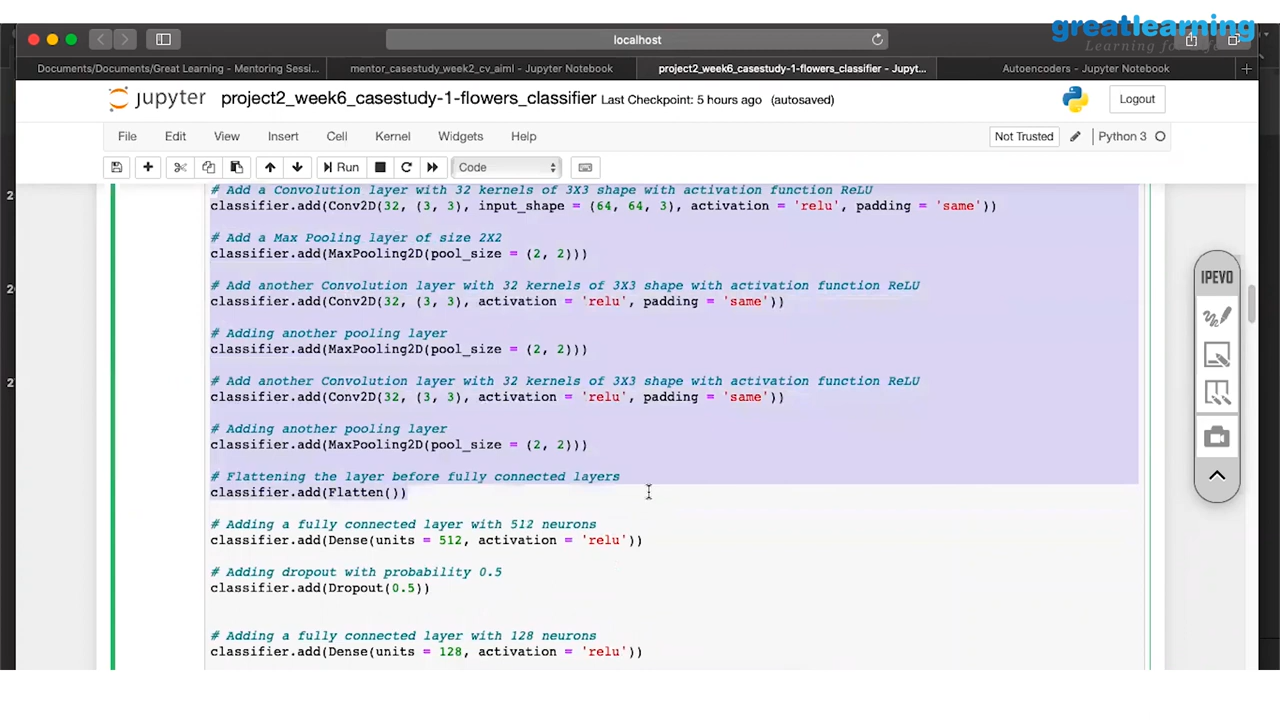 greatlearning
Learning for Life
localhost
Documents/Documents/Great Learning - Mentoring Sessi...
mentor_casestudy_week2_cv_aiml - Jupyter Notebook
project2_week6_casestudy-1-flowers_classifier - Jupyt...
Autoencoders - Jupyter Notebook
jupyter project2_week6_casestudy-1-flowers_classifier Last Checkpoint: 5 hours ago (autosaved)
Logout
File Edit View Insert Cell Kernel Widgets Help
Not Trusted
Python 3
Run
Code
# Add a Convolution layer with 32 kernels of 3X3 shape with activation function ReLU
classifier.add(Conv2D(32, (3, 3), input_shape = (64, 64, 3), activation = 'relu', padding = 'same'))
# Add a Max Pooling layer of size 2X2
classifier.add(MaxPooling2D(pool_size = (2, 2)))
# Add another Convolution layer with 32 kernels of 3X3 shape with activation function ReLU
classifier.add(Conv2D(32, (3, 3), activation = 'relu', padding = 'same'))
# Adding another pooling layer
classifier.add(MaxPooling2D(pool_size = (2, 2)))
# Add another Convolution layer with 32 kernels of 3X3 shape with activation function ReLU
classifier.add(Conv2D(32, (3, 3), activation = 'relu', padding = 'same'))
# Adding another pooling layer
classifier.add(MaxPooling2D(pool_size = (2, 2)))
# Flattening the layer before fully connected layers
classifier.add(Flatten())
# Adding a fully connected layer with 512 neurons
classifier.add(Dense(units = 512, activation = 'relu'))
# Adding dropout with probability 0.5
classifier.add(Dropout(0.5))
# Adding a fully connected layer with 128 neurons
classifier.add(Dense(units = 128, activation = 'relu'))
IPEVO